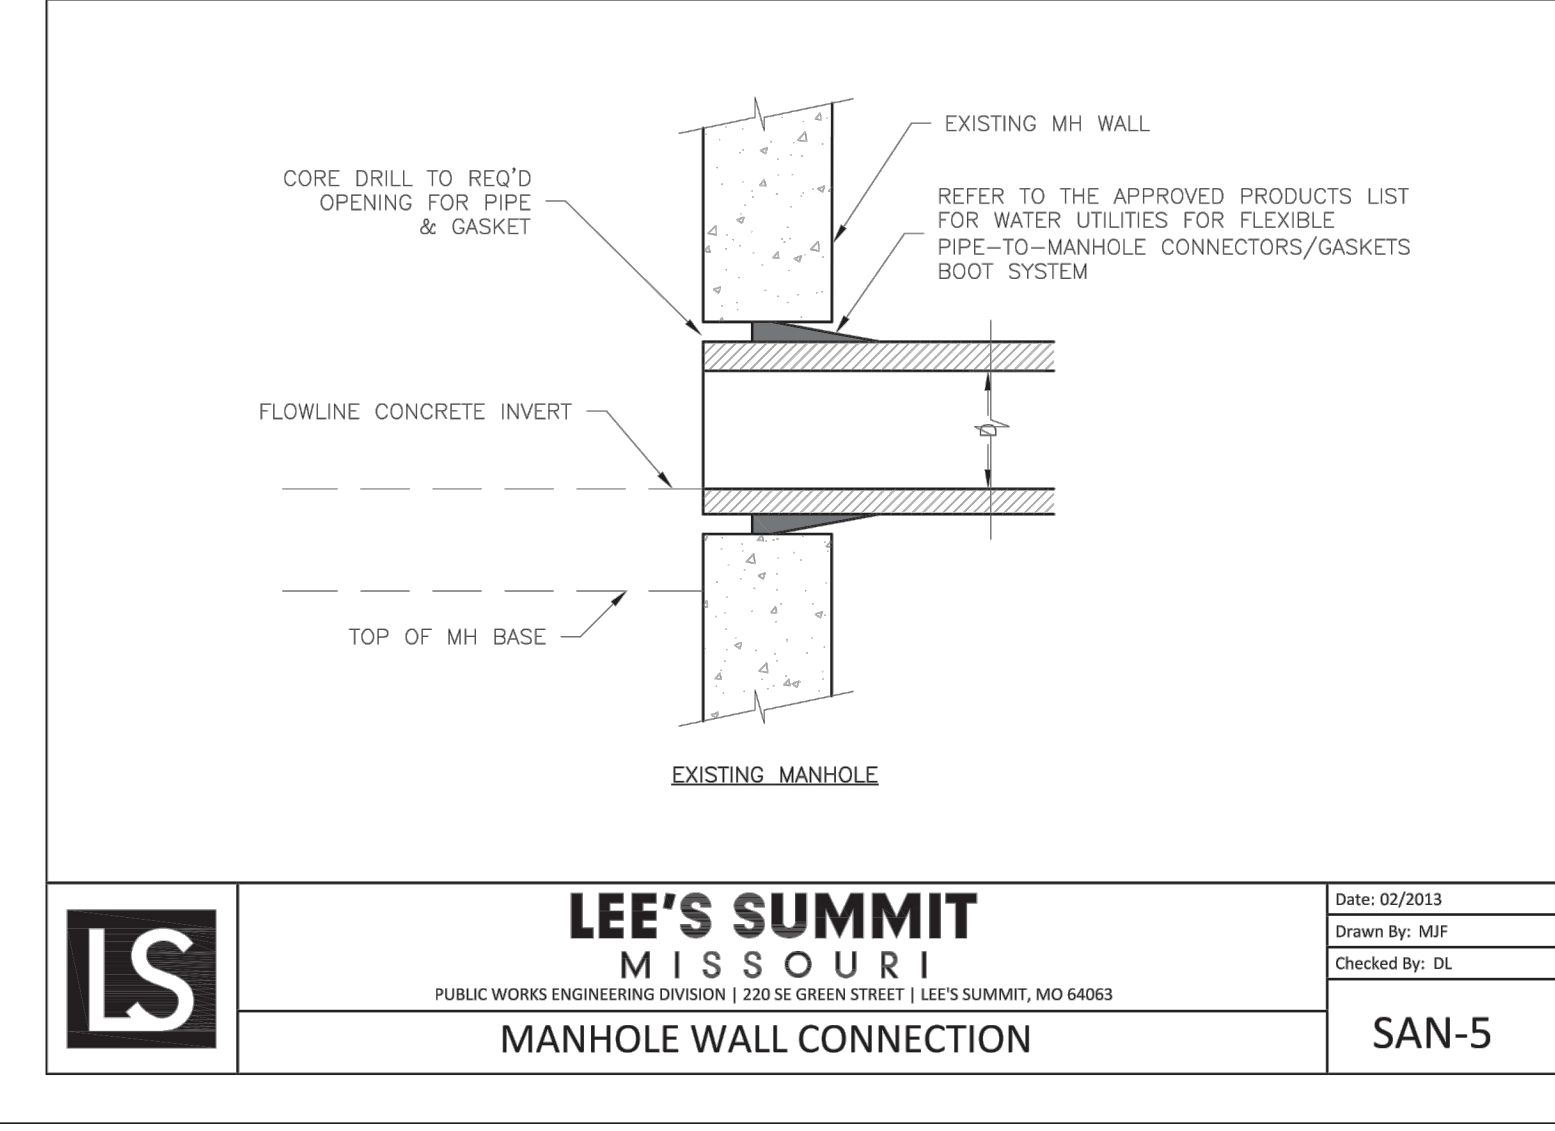 EXISTING MH WALL
CORE DRILL TO REQ'D
OPENING FOR PIPE
& GASKET
REFER TO THE APPROVED PRODUCTS LIST
FOR WATER UTILITIES FOR FLEXIBLE
PIPE-TO-MANHOLE CONNECTORS/GASKETS
BOOT SYSTEM
FLOWLINE CONCRETE INVERT
D
TOP OF MH BASE
EXISTING MANHOLE
LS
LEE'S SUMMIT
MISSOURI
PUBLIC WORKS ENGINEERING DIVISION | 220 SE GREEN STREET | LEE'S SUMMIT, MO 64063
MANHOLE WALL CONNECTION
Date: 02/2013
Drawn By: MJF
Checked By: DL
SAN-5